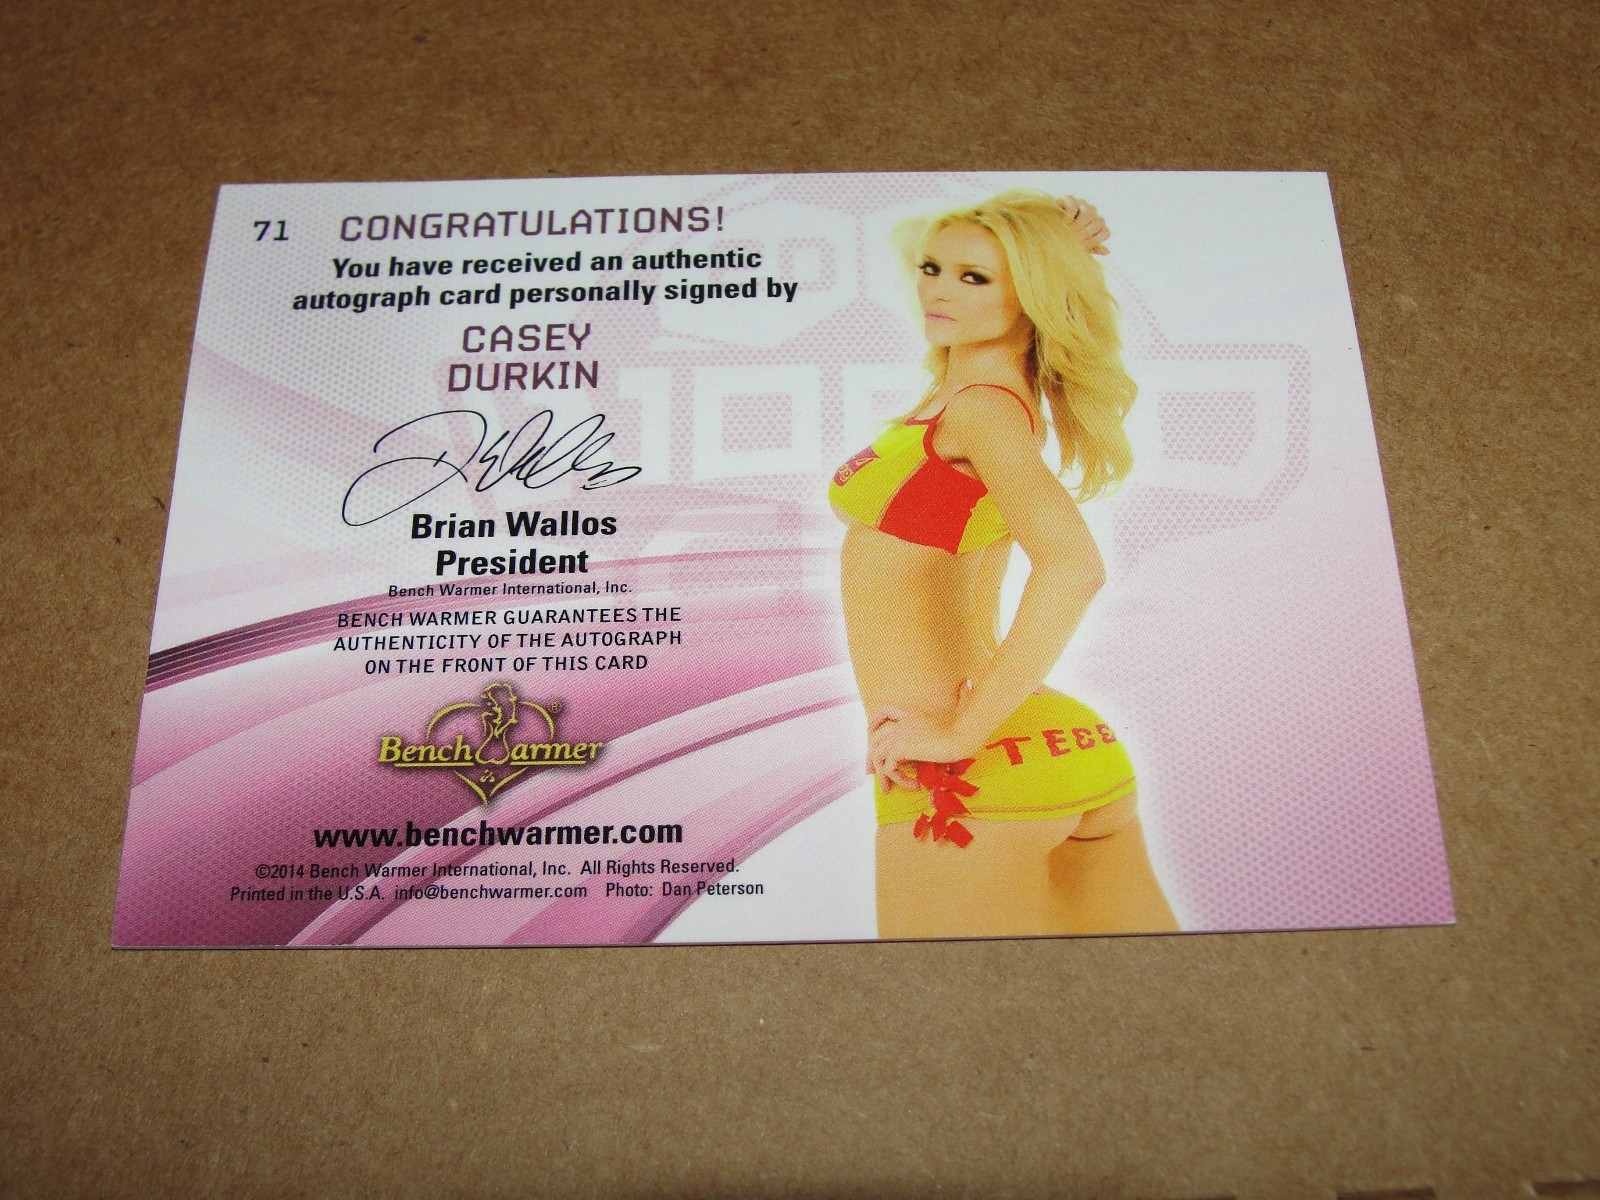 71 CONGRATULATIONS!
You have received an authentic
autograph card personally signed by
CASEY
DURKIN
Brian Wallos
President
Bench Warmer International, Inc.
BENCH WARMER GUARANTEES THE
AUTHENTICITY OF THE AUTOGRAPH
ON THE FRONT OF THIS CARD
BenchWarmer ®
www.benchwarmer.com
©2014 Bench Warmer International, Inc. All Rights Reserved.
Printed in the U.S.A. info@benchwarmer.com Photo: Dan Peterson